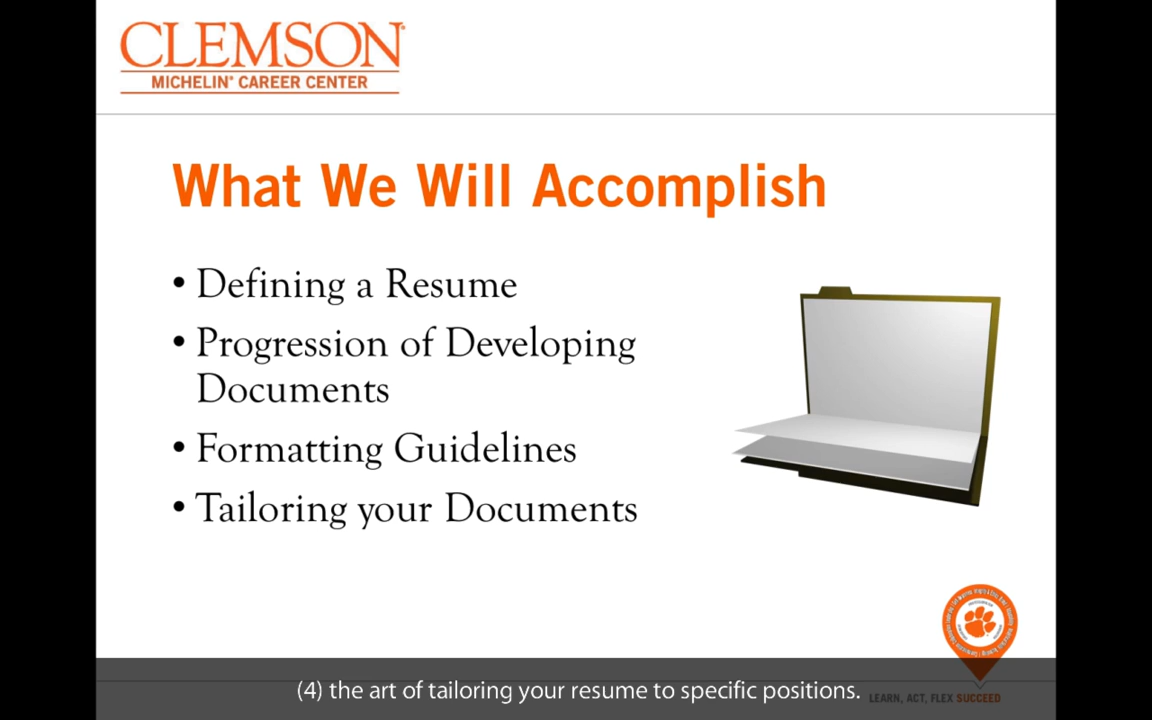 CLEMSON®
MICHELIN® CAREER CENTER
What We Will Accomplish
• Defining a Resume
• Progression of Developing
Documents
• Formatting Guidelines
• Tailoring your Documents
(4) the art of tailoring your resume to specific positions.
LEARN, ACT, FLEX SUCCEED